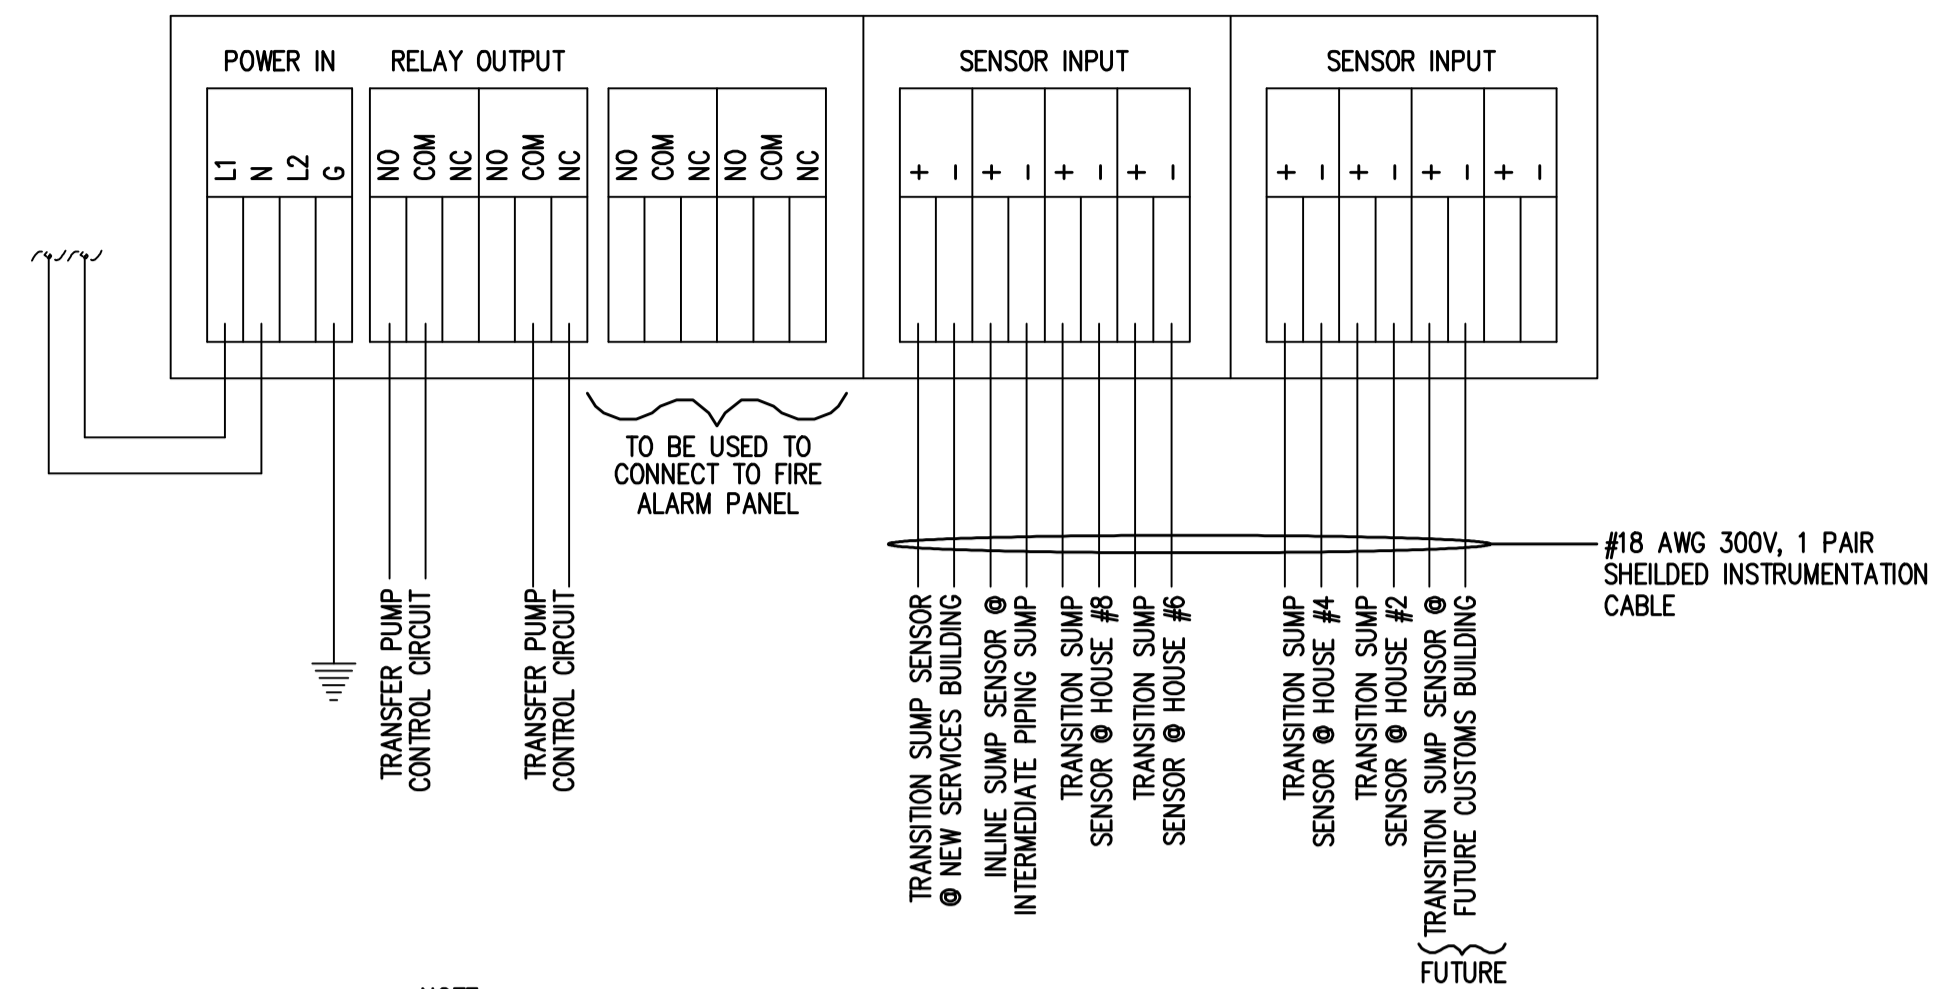 POWER IN
RELAY OUTPUT
SENSOR INPUT
SENSOR INPUT
L1
N
L2
G
NO
COM
NC
NO
COM
NC
NO
COM
NC
NO
COM
NC
+
-
+
-
+
-
+
-
+
-
+
-
+
-
+
-
TO BE USED TO
CONNECT TO FIRE
ALARM PANEL
#18 AWG 300V, 1 PAIR
SHEILDED INSTRUMENTATION
CABLE
TRANSFER PUMP
CONTROL CIRCUIT
TRANSFER PUMP
CONTROL CIRCUIT
TRANSITION SUMP SENSOR
@ NEW SERVICES BUILDING
INLINE SUMP SENSOR @
INTERMEDIATE PIPING SUMP
TRANSITION SUMP
SENSOR @ HOUSE #8
TRANSITION SUMP
SENSOR @ HOUSE #6
TRANSITION SUMP
SENSOR @ HOUSE #4
TRANSITION SUMP
SENSOR @ HOUSE #2
TRANSITION SUMP SENSOR @
FUTURE CUSTOMS BUILDING
FUTURE